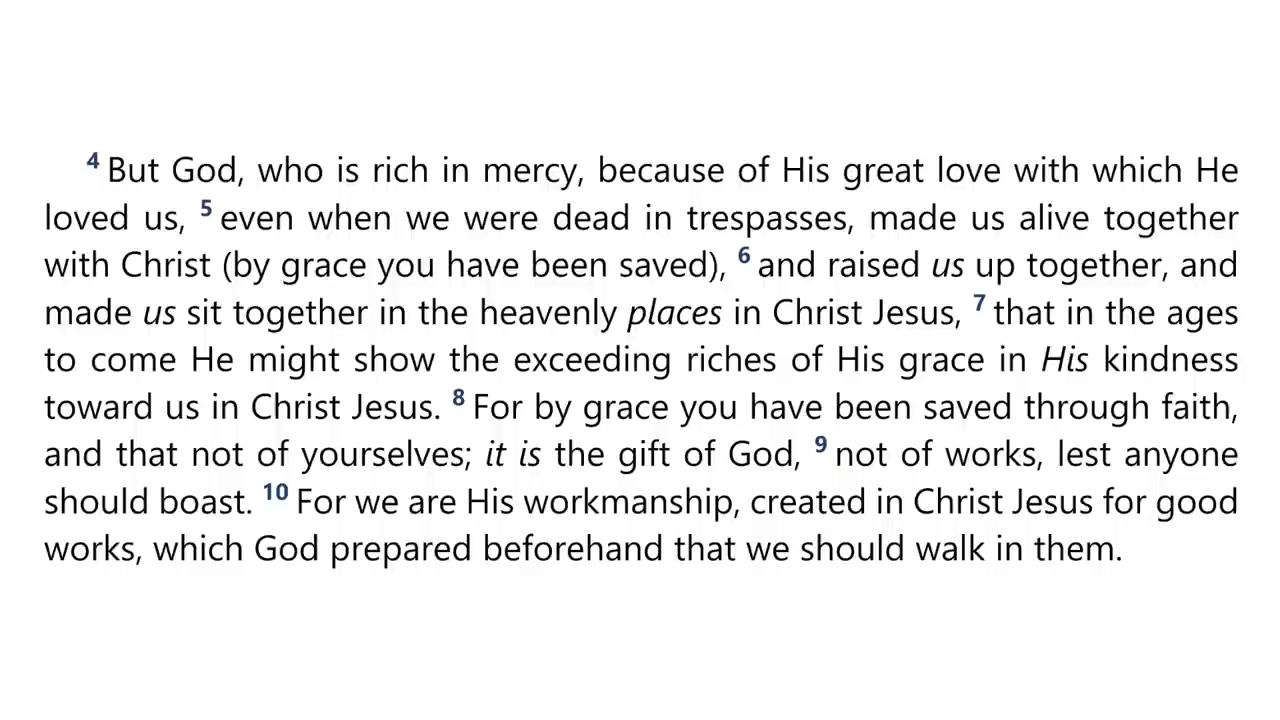 4 But God, who is rich in mercy, because of His great love with which He
loved us, 5 even when we were dead in trespasses, made us alive together
with Christ (by grace you have been saved), 6 and raised us up together, and
made us sit together in the heavenly places in Christ Jesus, 7 that in the ages
to come He might show the exceeding riches of His grace in His kindness
toward us in Christ Jesus. 8 For by grace you have been saved through faith,
and that not of yourselves; it is the gift of God, 9 not of works, lest anyone
should boast. 10 For we are His workmanship, created in Christ Jesus for good
works, which God prepared beforehand that we should walk in them.